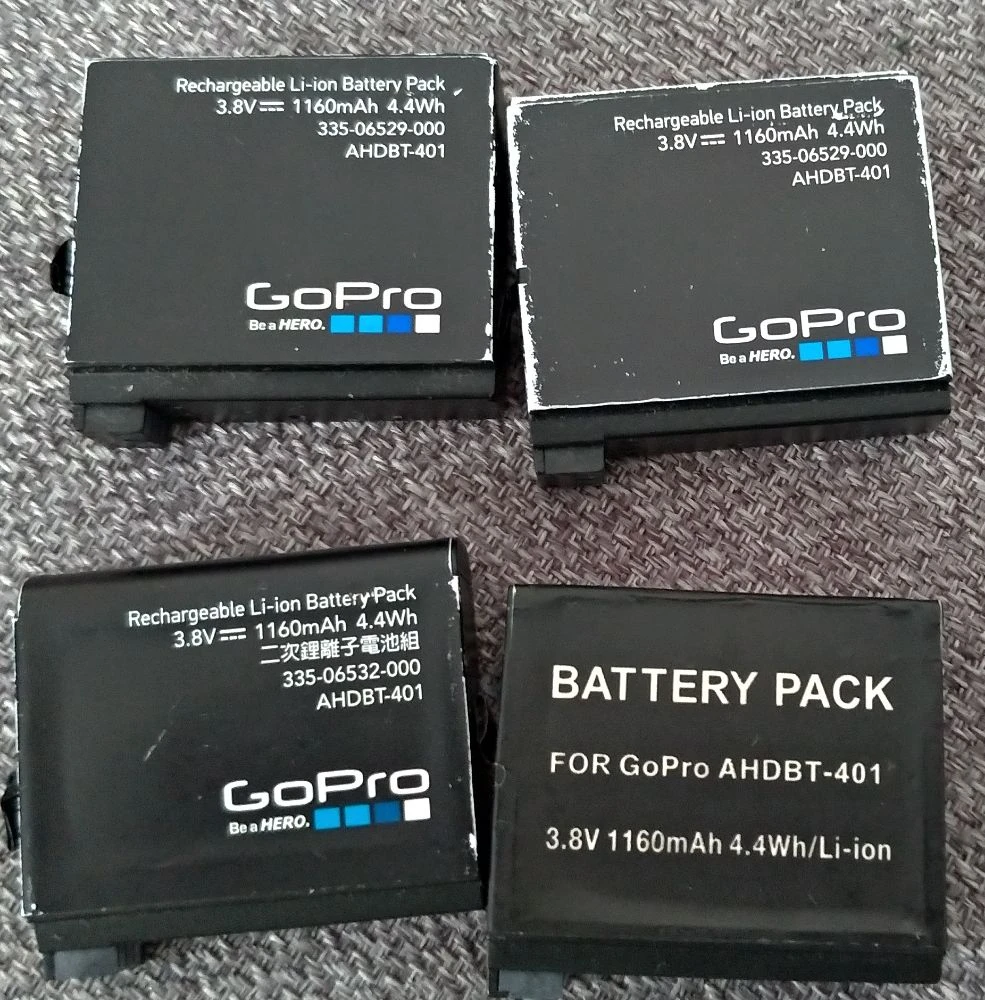 Rechargeable Li-ion Battery Pack
3.8V⎓ 1160mAh 4.4Wh
335-06529-000
AHDBT-401
GoPro
Be a HERO.
Rechargeable Li-ion Battery Pack
3.8V⎓ 1160mAh 4.4Wh
335-06529-000
AHDBT-401
GoPro
Be a HERO.
Rechargeable Li-ion Battery Pack
3.8V⎓ 1160mAh 4.4Wh
二次鋰離子電池組
335-06532-000
AHDBT-401
GoPro
Be a HERO.
BATTERY PACK
FOR GoPro AHDBT-401
3.8V 1160mAh 4.4Wh/Li-ion